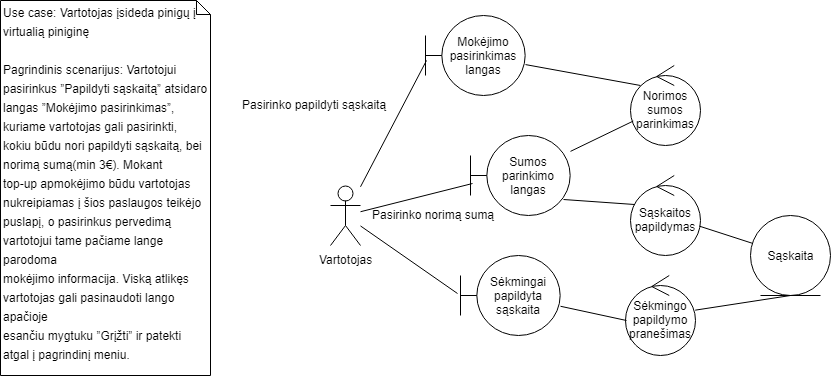 Use case: Vartotojas įsideda pinigų į
virtualią piniginę
Pagrindinis scenarijus: Vartotojui
pasirinkus ”Papildyti sąskaitą” atsidaro
langas ”Mokėjimo pasirinkimas”,
kuriame vartotojas gali pasirinkti,
kokiu būdu nori papildyti sąskaitą, bei
norimą sumą(min 3€). Mokant
top-up apmokėjimo būdu vartotojas
nukreipiamas į šios paslaugos teikėjo
puslapį, o pasirinkus pervedimą
vartotojui tame pačiame lange
parodoma
mokėjimo informacija. Viską atlikęs
vartotojas gali pasinaudoti lango
apačioje
esančiu mygtuku ”Grįžti” ir patekti
atgal į pagrindinį meniu.
Mokėjimo
pasirinkimas
langas
Pasirinko papildyti sąskaitą
Norimos
sumos
parinkimas
Sumos
parinkimo
langas
Pasirinko norimą sumą
Sąskaitos
papildymas
Vartotojas
Sąskaita
Sėkmingai
papildyta
sąskaita
Sėkmingo
papildymo
pranešimas